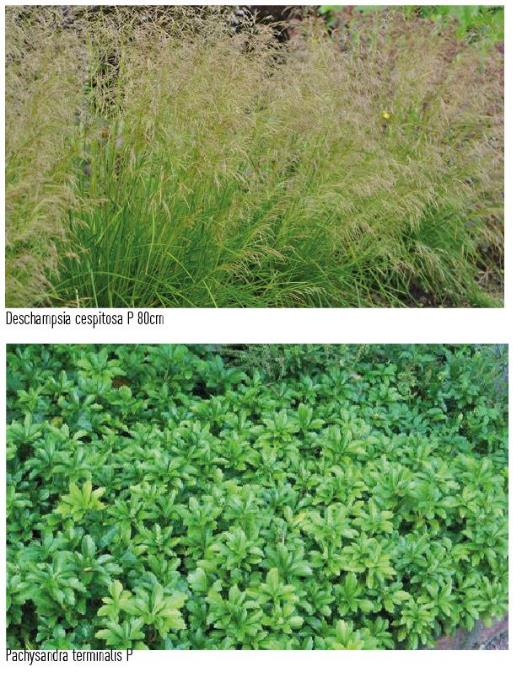 Deschampsia cespitosa P 80cm
Pachysandra terminalis P